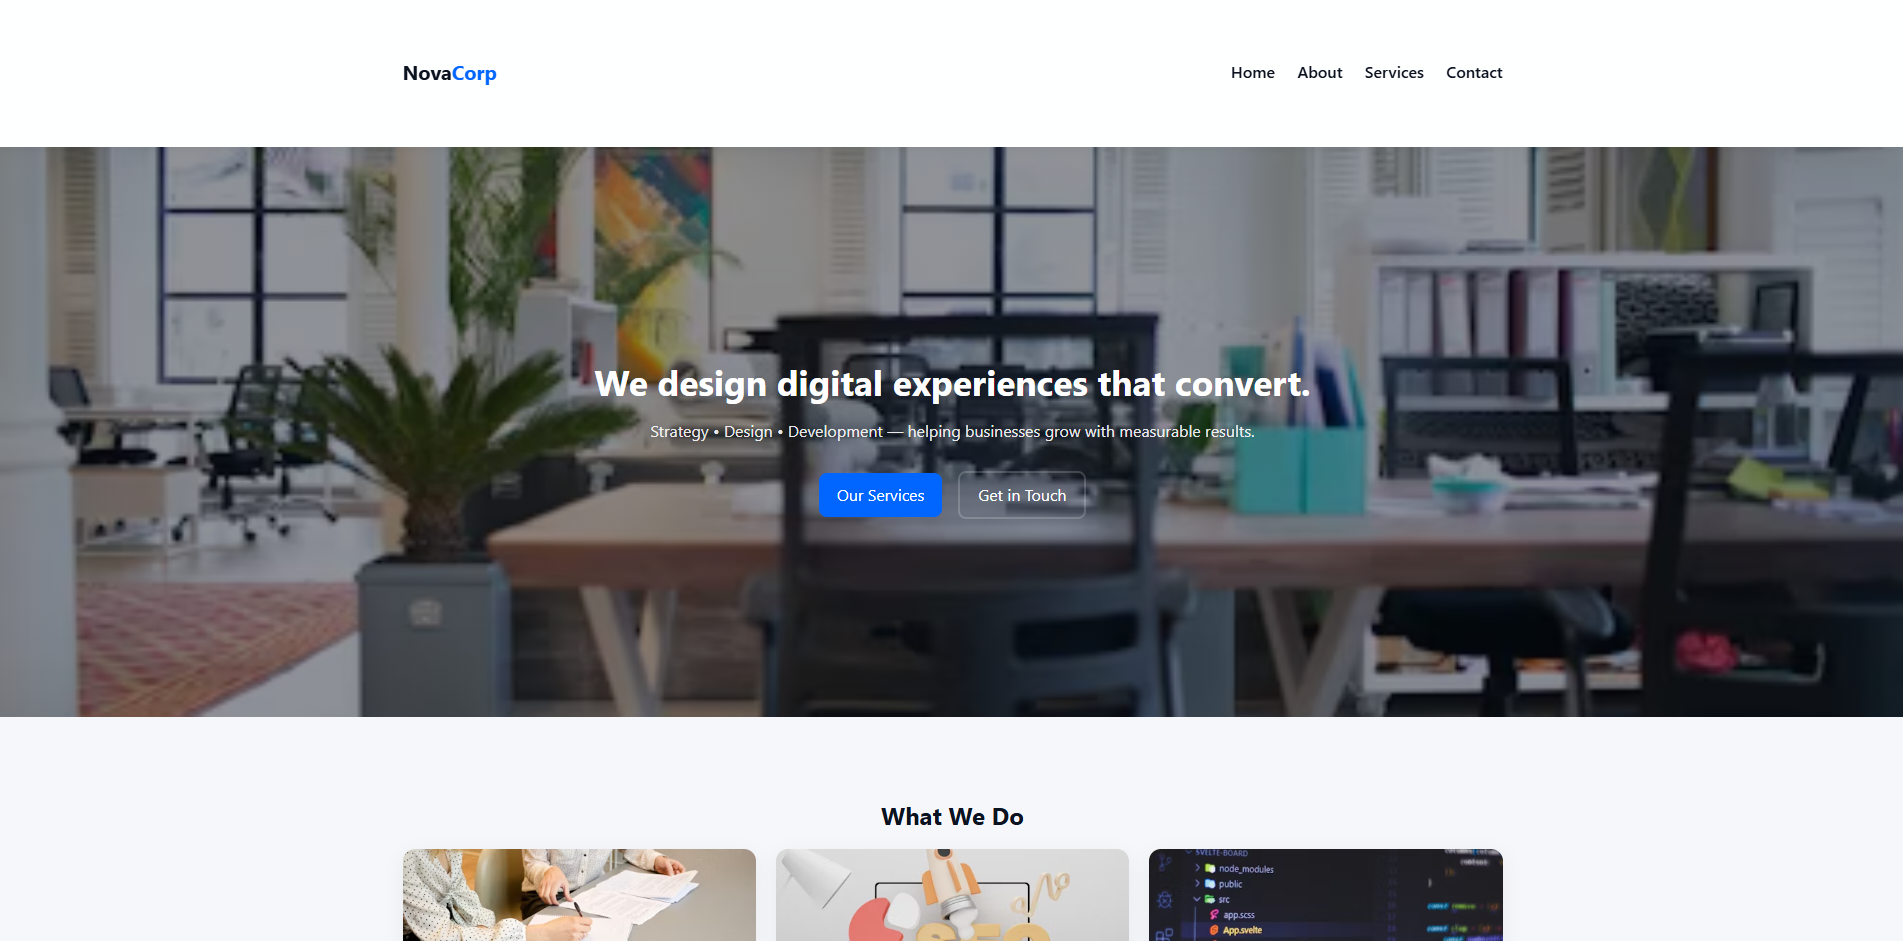 NovaCorp
Home About Services Contact
We design digital experiences that convert.
Strategy • Design • Development — helping businesses grow with measurable results.
Our Services Get in Touch
What We Do
SVELTE-BOARD
node_modules
public
src
app.scss
App.svelte
SEO